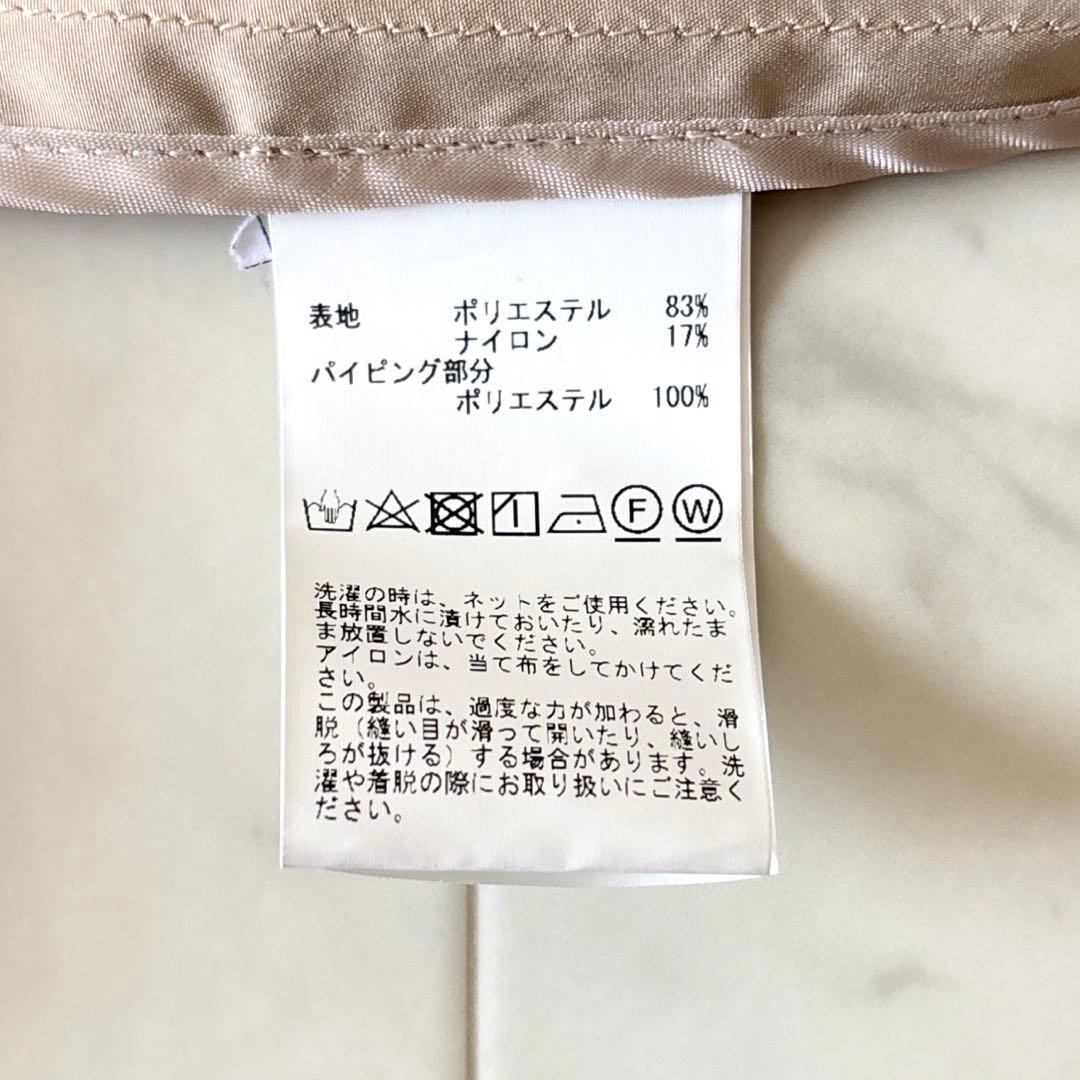 表地 ポリエステル 83%
ナイロン 17%
パイピング部分
ポリエステル 100%
F W
洗濯の時は、ネットをご使用ください。
長時間水に漬けておいたり、濡れたま
ま放置しないでください。
アイロンは、当て布をしてかけてくだ
さい。
この製品は、過度な力が加わると、滑
脱(縫い目が滑って開いたり、縫いし
ろが抜ける)する場合があります。洗
濯や着脱の際にお取り扱いにご注意く
ださい。